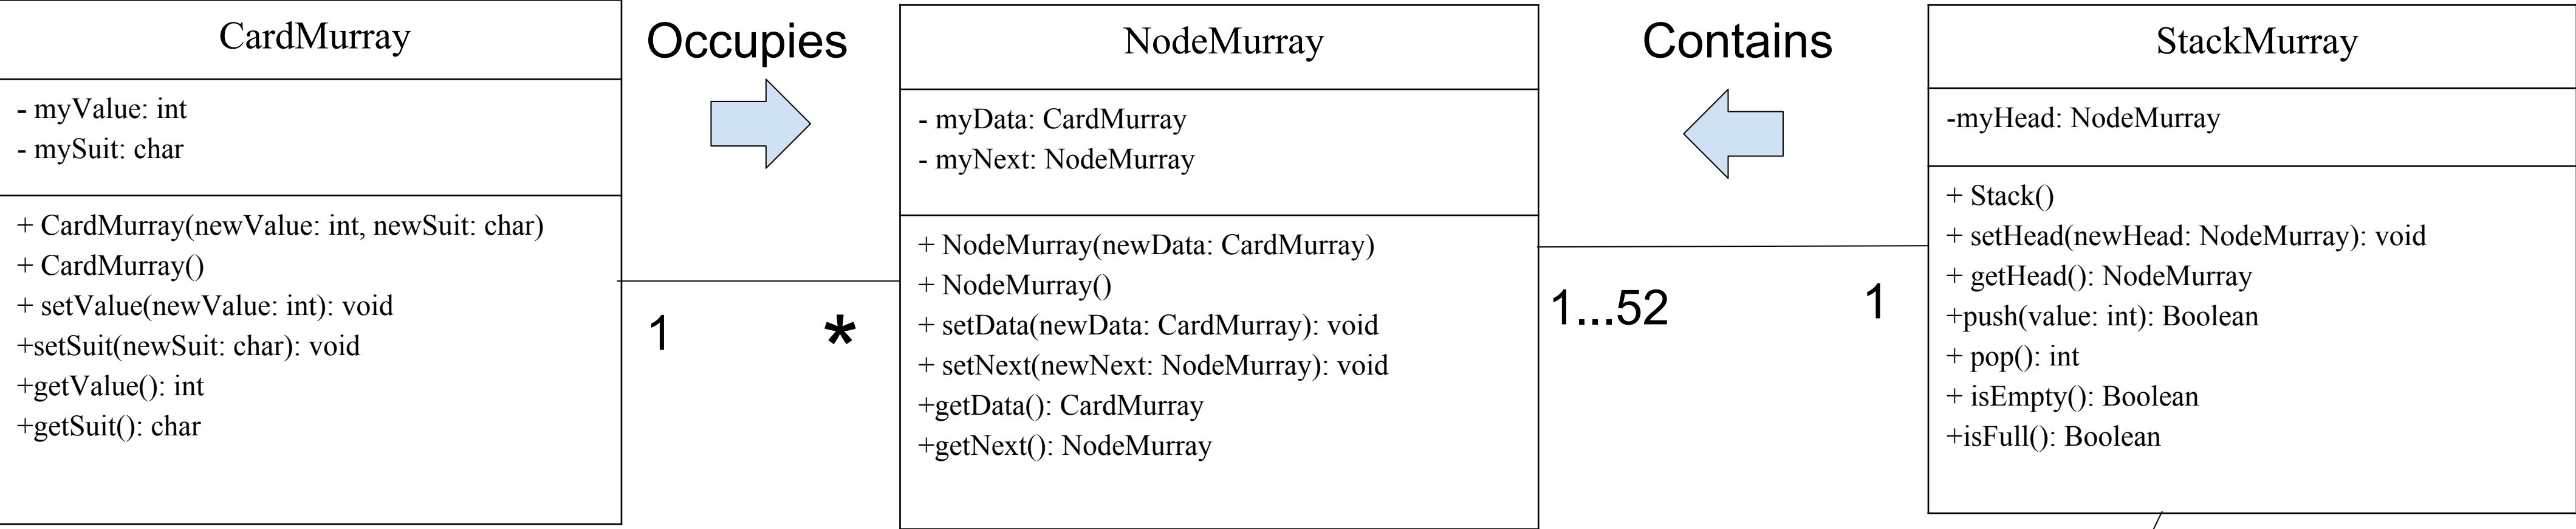 CardMurray
- myValue: int
- mySuit: char
+ CardMurray(newValue: int, newSuit: char)
+ CardMurray()
+ setValue(newValue: int): void
+setSuit(newSuit: char): void
+getValue(): int
+getSuit(): char
Occupies
1
*
NodeMurray
- myData: CardMurray
- myNext: NodeMurray
+ NodeMurray(newData: CardMurray)
+ NodeMurray()
+ setData(newData: CardMurray): void
+ setNext(newNext: NodeMurray): void
+getData(): CardMurray
+getNext(): NodeMurray
Contains
1...52
1
StackMurray
-myHead: NodeMurray
+ Stack()
+ setHead(newHead: NodeMurray): void
+ getHead(): NodeMurray
+push(value: int): Boolean
+ pop(): int
+ isEmpty(): Boolean
+isFull(): Boolean